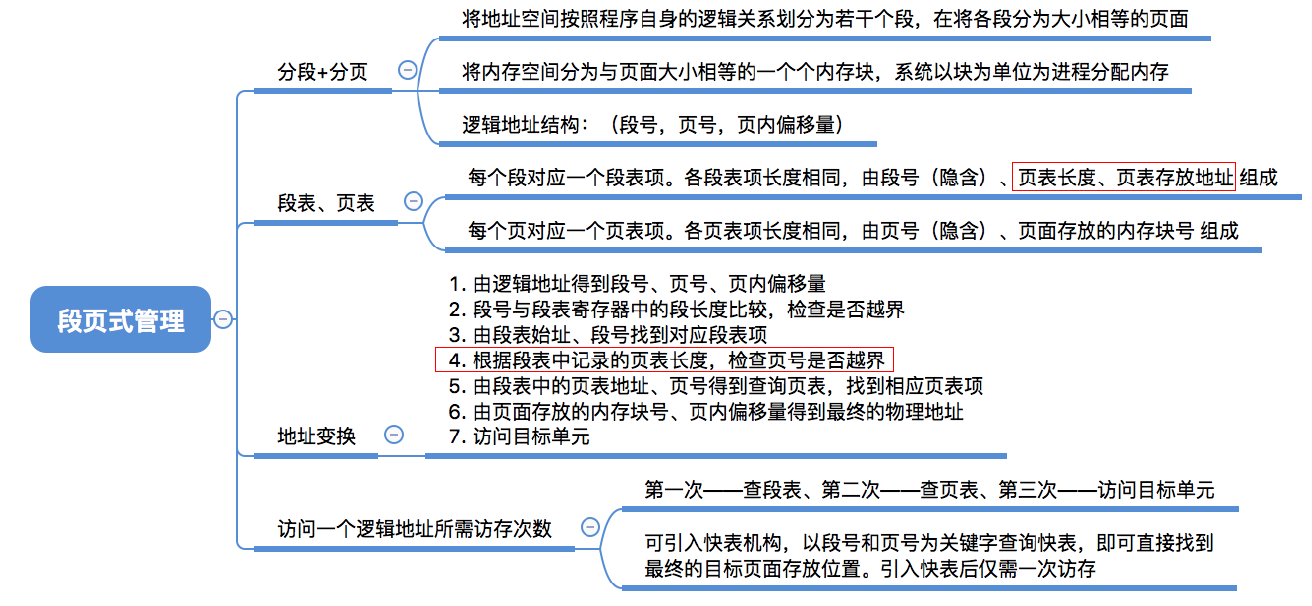 将地址空间按照程序自身的逻辑关系划分为若干个段，在将各段分为大小相等的页面
分段+分页
将内存空间分为与页面大小相等的一个个内存块，系统以块为单位为进程分配内存
逻辑地址结构：（段号，页号，页内偏移量）
每个段对应一个段表项。各段表项长度相同，由段号（隐含）、页表长度、页表存放地址 组成
段表、页表
每个页对应一个页表项。各页表项长度相同，由页号（隐含）、页面存放的内存块号 组成
段页式管理
1. 由逻辑地址得到段号、页号、页内偏移量
2. 段号与段表寄存器中的段长度比较，检查是否越界
3. 由段表始址、段号找到对应段表项
4. 根据段表中记录的页表长度，检查页号是否越界
5. 由段表中的页表地址、页号得到查询页表，找到相应页表项
6. 由页面存放的内存块号、页内偏移量得到最终的物理地址
7. 访问目标单元
地址变换
第一次——查段表、第二次——查页表、第三次——访问目标单元
访问一个逻辑地址所需访存次数
可引入快表机构，以段号和页号为关键字查询快表，即可直接找到
最终的目标页面存放位置。引入快表后仅需一次访存